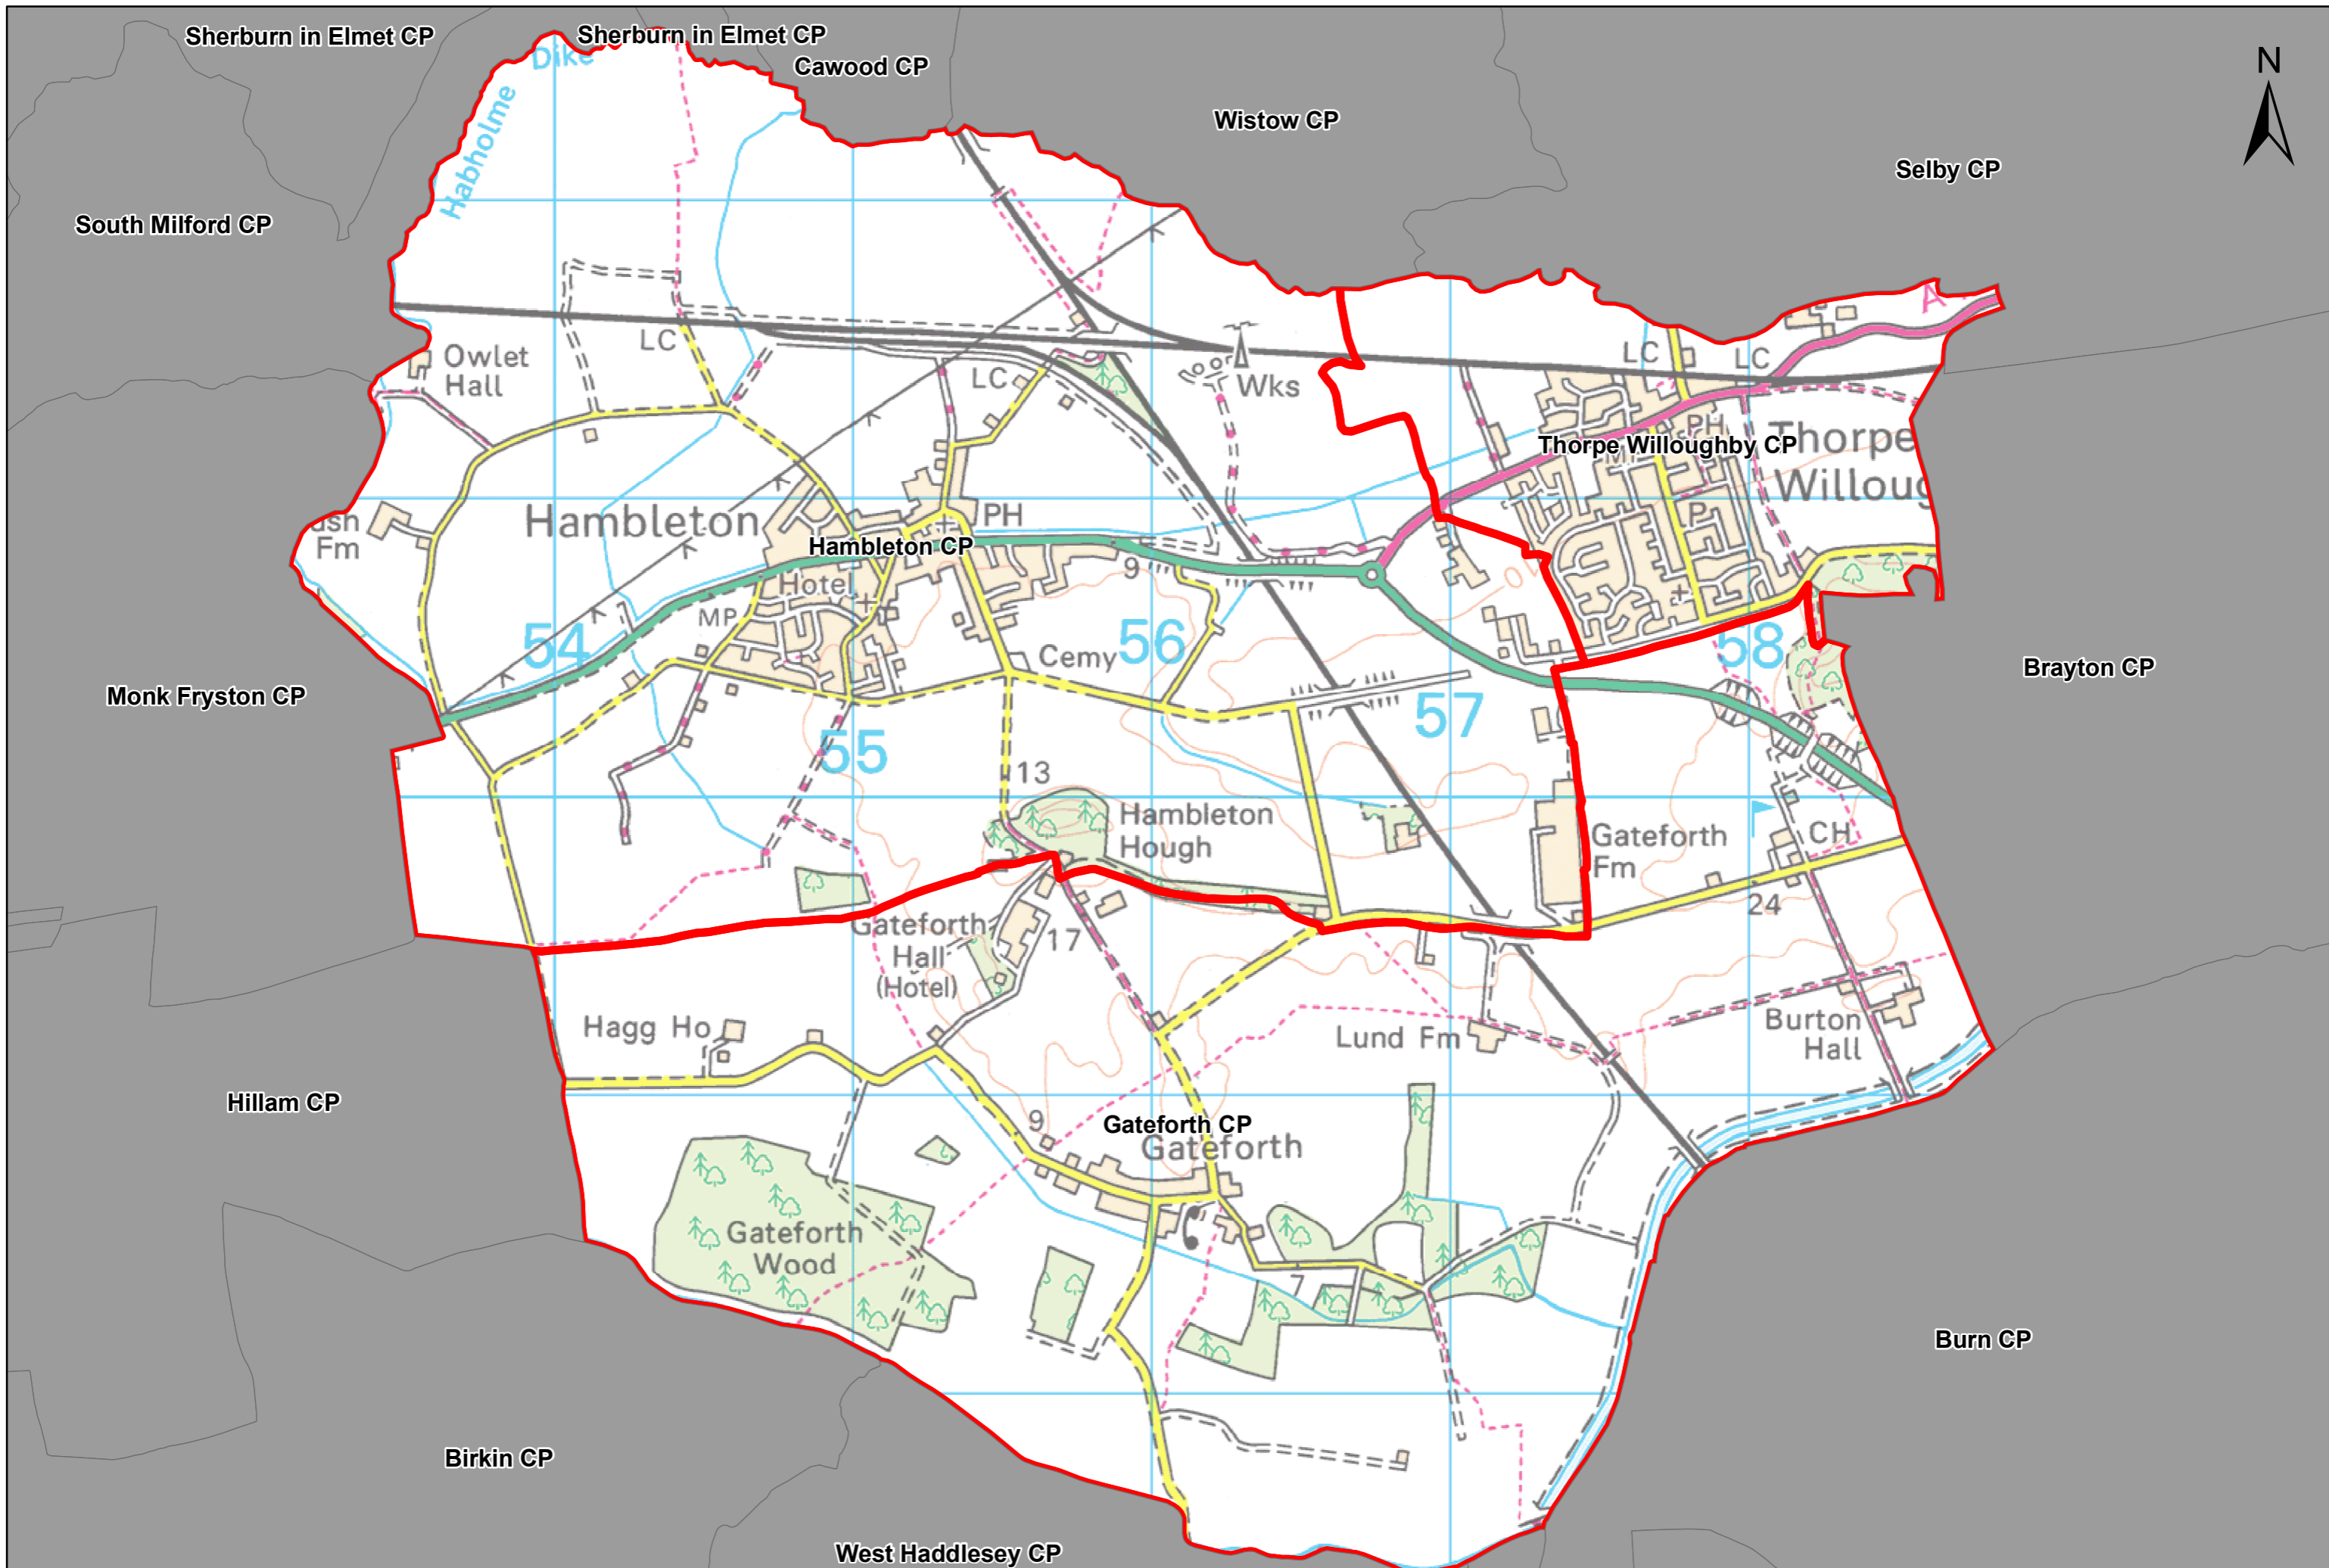 Sherburn in Elmet CP
Sherburn in Elmet CP
Dike
Cawood CP
N
Habholme
Wistow CP
Selby CP
South Milford CP
A
LC
Owlet
Hall
LC
Wks
LC
LC
PH
Thorpe Willoughby CP
Thorpe
Willoug
P
Hambleton
PH
Fm
Hambleton CP
9
Hotel
MP
54
Cemy
56
58
Brayton CP
Monk Fryston CP
57
55
13
Hambleton
Hough
Gateforth
Fm
CH
24
Gateforth
Hall
(Hotel)
17
Hagg Ho
Lund Fm
Burton
Hall
Hillam CP
9
Gateforth CP
Gateforth
Gateforth
Wood
7
Burn CP
Birkin CP
West Haddlesey CP